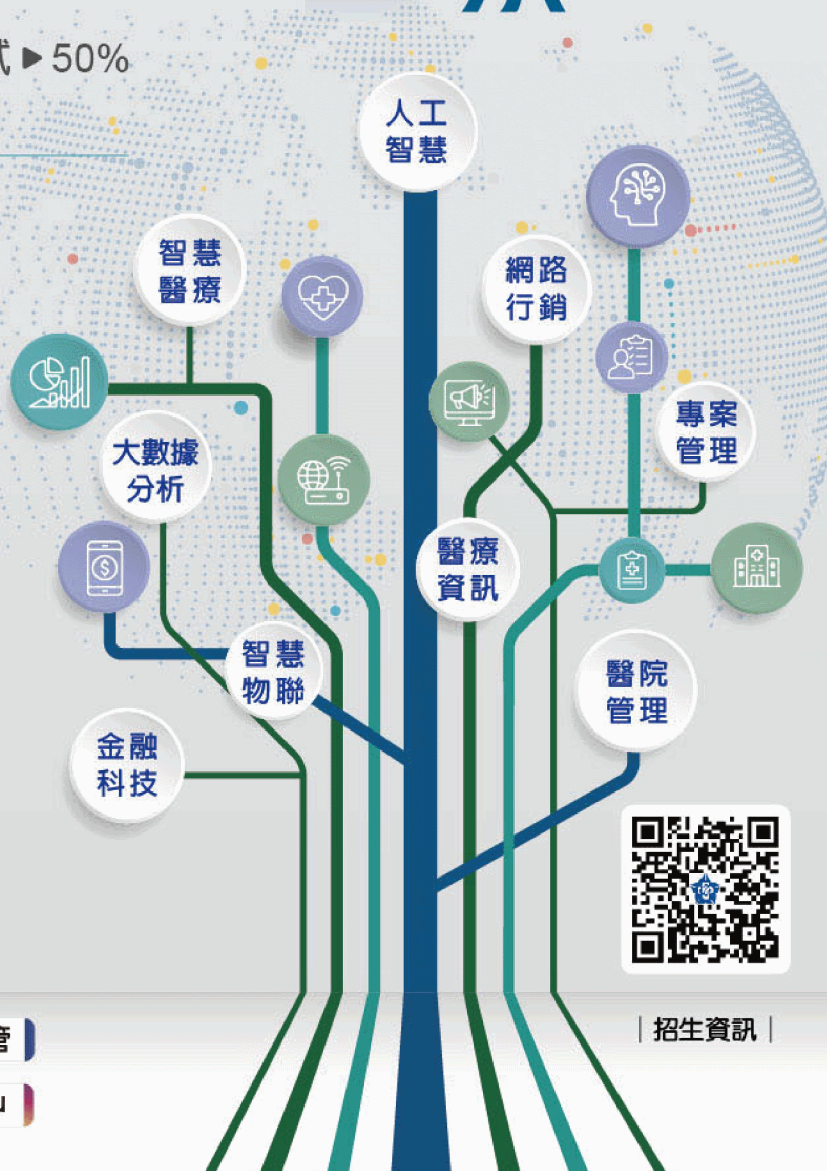 ▶ 50%
人工
智慧
智慧
醫療
網路
行銷
大數據
分析
專案
管理
醫療
資訊
智慧
物聯
醫院
管理
金融
科技
|招生資訊|